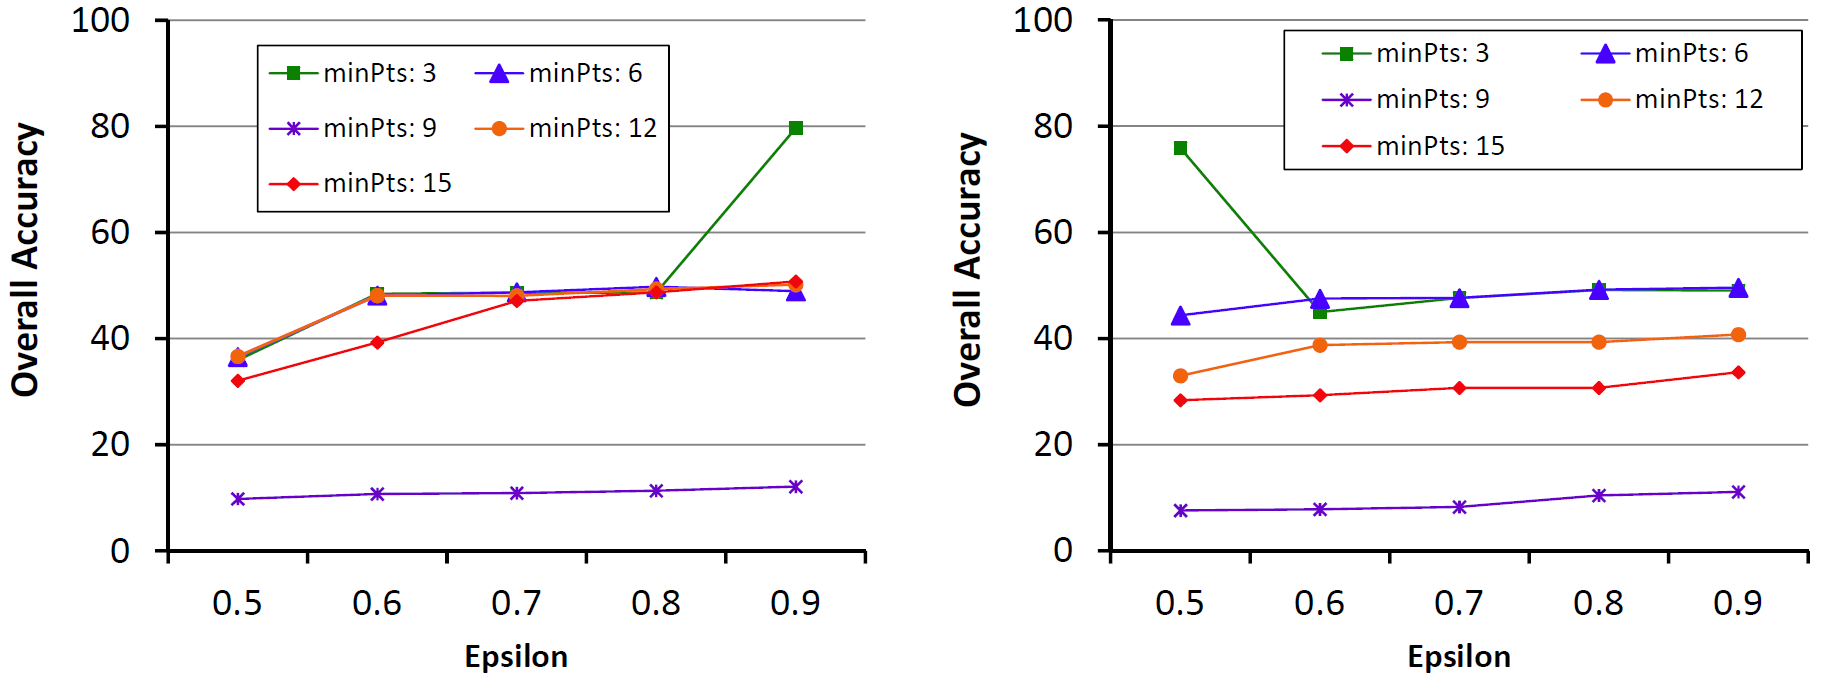 Overall Accuracy
100
80
60
40
20
0
minPts: 3
minPts: 6
minPts: 9
minPts: 12
minPts: 15
0.5 0.6 0.7 0.8 0.9
Epsilon
Overall Accuracy
100
80
60
40
20
0
minPts: 3
minPts: 6
minPts: 9
minPts: 12
minPts: 15
0.5 0.6 0.7 0.8 0.9
Epsilon